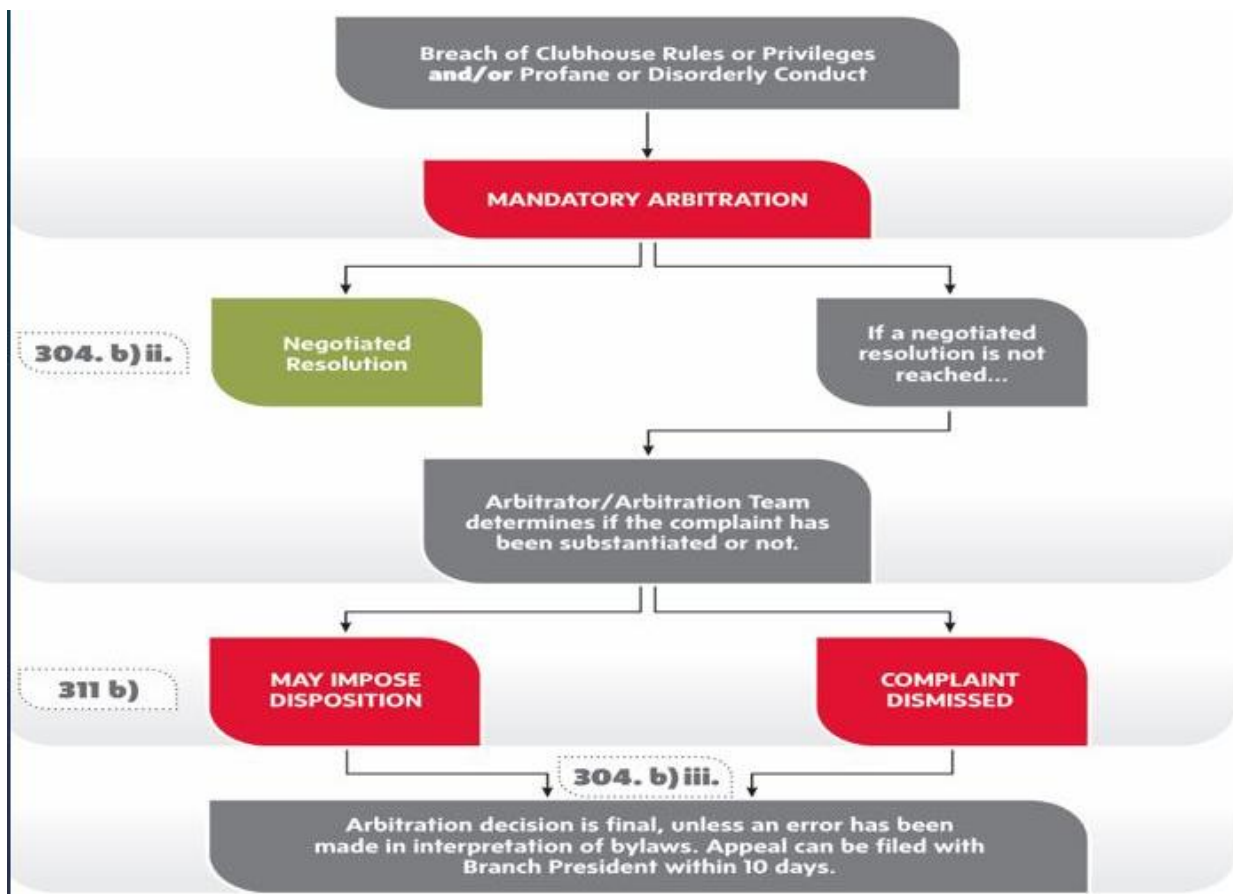 Breach of Clubhouse Rules or Privileges
and/or Profane or Disorderly Conduct
MANDATORY ARBITRATION
304. b) ii.
Negotiated
Resolution
If a negotiated
resolution is not
reached...
Arbitrator/Arbitration Team
determines if the complaint has
been substantiated or not.
311 b)
MAY IMPOSE
DISPOSITION
COMPLAINT
DISMISSED
304. b) iii.
Arbitration decision is final, unless an error has been
made in interpretation of bylaws. Appeal can be filed with
Branch President within 10 days.